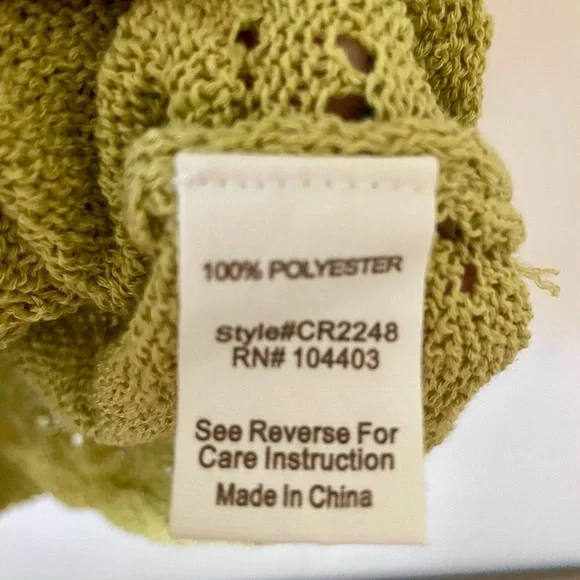 100% POLYESTER
Style#CR2248
RN# 104403
See Reverse For
Care Instruction
Made In China